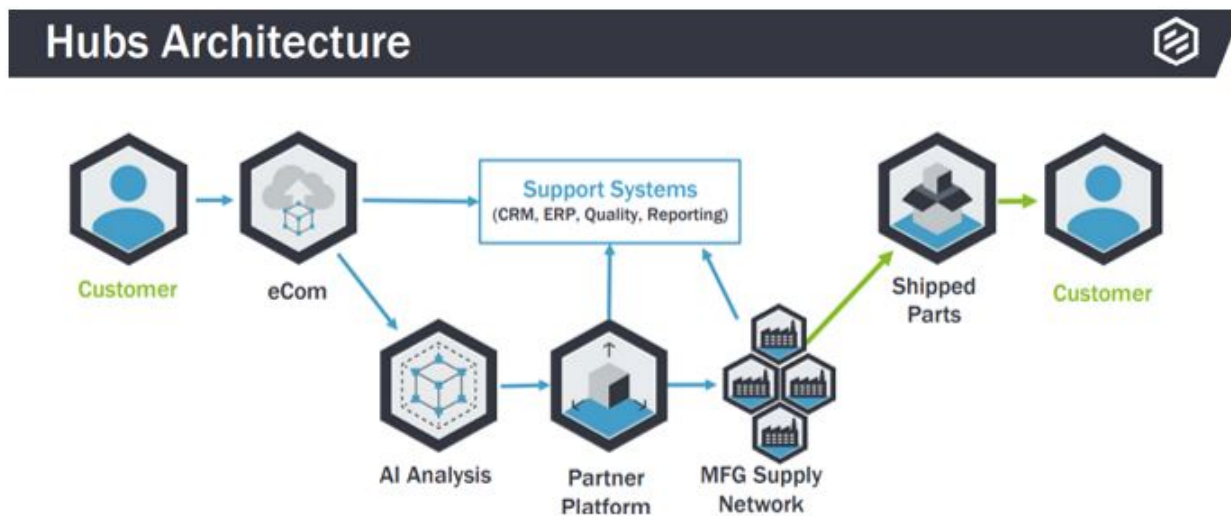 Hubs Architecture
Support Systems
(CRM, ERP, Quality, Reporting)
Customer
eCom
Shipped
Parts
Customer
AI Analysis
Partner
Platform
MFG Supply
Network